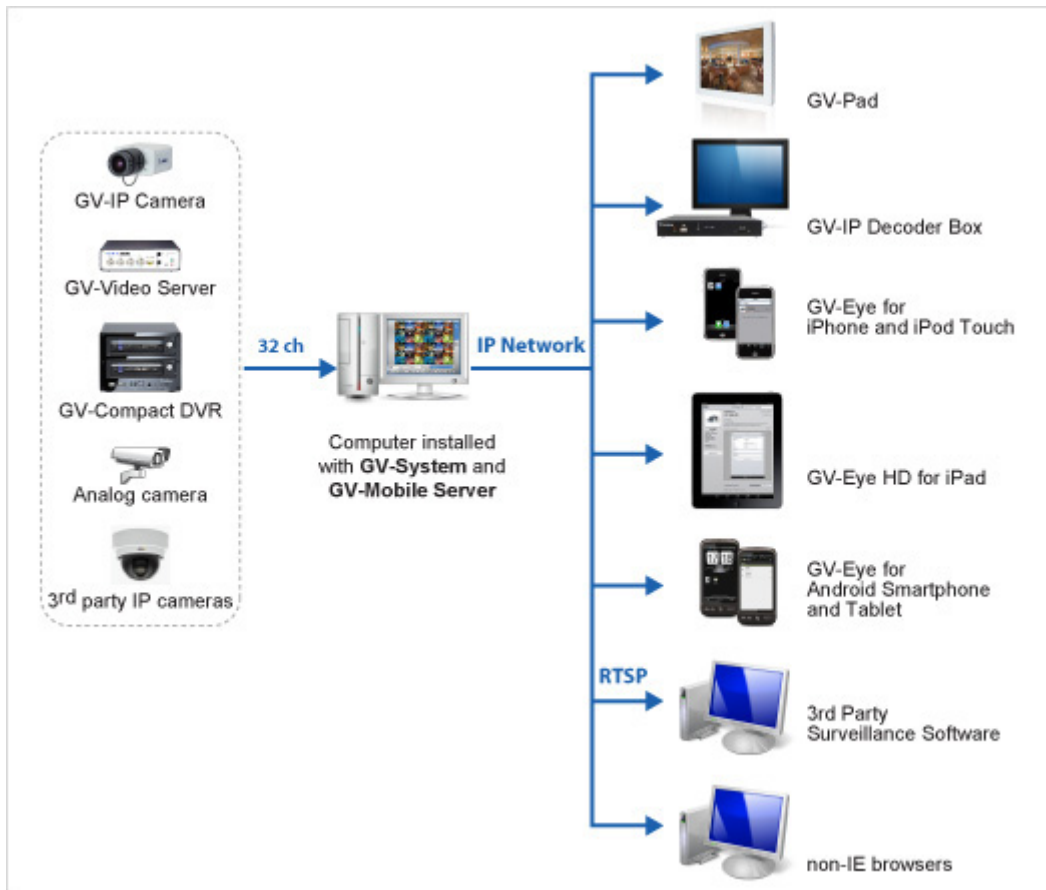 GV-IP Camera
GV-Video Server
GV-Compact DVR
Analog camera
3rd party IP cameras
32 ch
Computer installed
with GV-System and
GV-Mobile Server
IP Network
GV-Pad
GV-IP Decoder Box
GV-Eye for
iPhone and iPod Touch
GV-Eye HD for iPad
GV-Eye for
Android Smartphone
and Tablet
RTSP
3rd Party
Surveillance Software
non-IE browsers